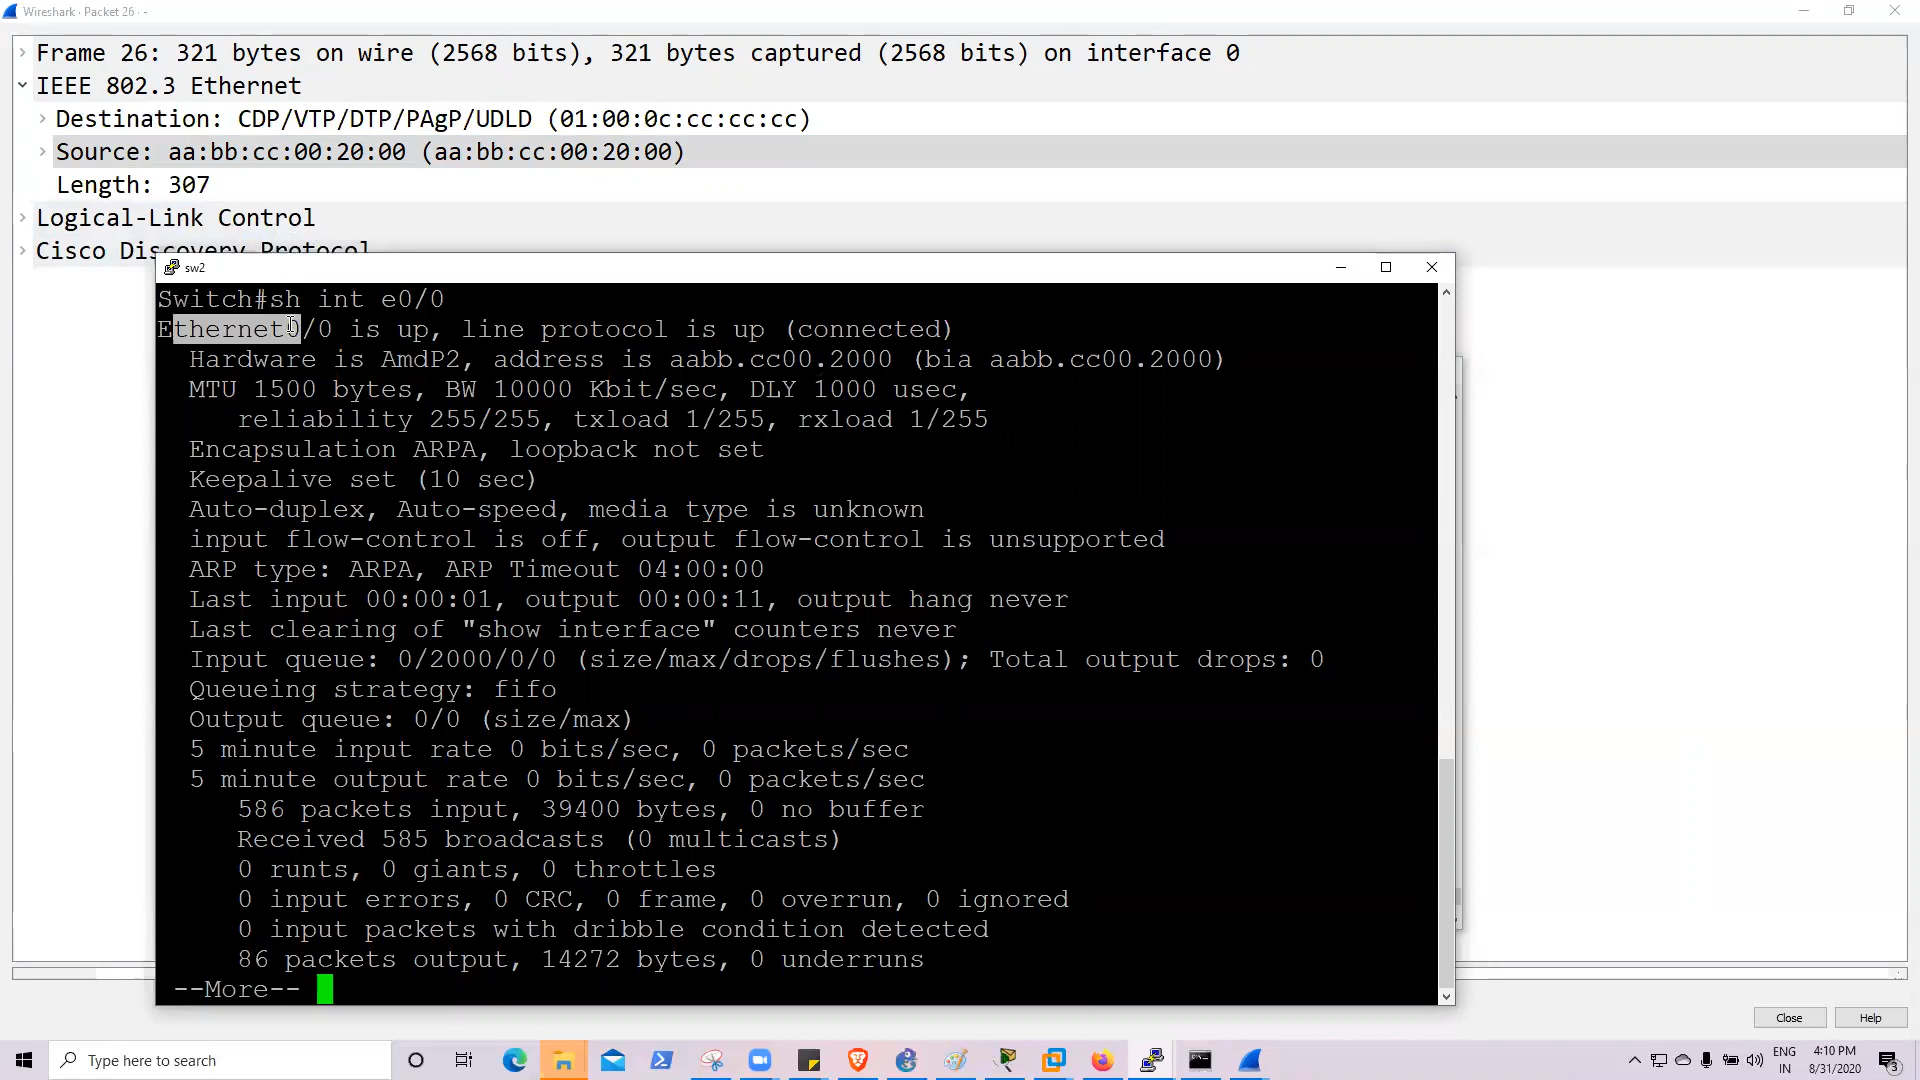 Wireshark · Packet 26 · -
Frame 26: 321 bytes on wire (2568 bits), 321 bytes captured (2568 bits) on interface 0
IEEE 802.3 Ethernet
Destination: CDP/VTP/DTP/PAgP/UDLD (01:00:0c:cc:cc:cc)
Source: aa:bb:cc:00:20:00 (aa:bb:cc:00:20:00)
Length: 307
Logical-Link Control
Cisco Discovery Protocol
sw2
Switch#sh int e0/0
Ethernet0/0 is up, line protocol is up (connected)
Hardware is AmdP2, address is aabb.cc00.2000 (bia aabb.cc00.2000)
MTU 1500 bytes, BW 10000 Kbit/sec, DLY 1000 usec,
reliability 255/255, txload 1/255, rxload 1/255
Encapsulation ARPA, loopback not set
Keepalive set (10 sec)
Auto-duplex, Auto-speed, media type is unknown
input flow-control is off, output flow-control is unsupported
ARP type: ARPA, ARP Timeout 04:00:00
Last input 00:00:01, output 00:00:11, output hang never
Last clearing of "show interface" counters never
Input queue: 0/2000/0/0 (size/max/drops/flushes); Total output drops: 0
Queueing strategy: fifo
Output queue: 0/0 (size/max)
5 minute input rate 0 bits/sec, 0 packets/sec
5 minute output rate 0 bits/sec, 0 packets/sec
586 packets input, 39400 bytes, 0 no buffer
Received 585 broadcasts (0 multicasts)
0 runts, 0 giants, 0 throttles
0 input errors, 0 CRC, 0 frame, 0 overrun, 0 ignored
0 input packets with dribble condition detected
86 packets output, 14272 bytes, 0 underruns
--More--
Close Help
Type here to search
ENG 4:10 PM
IN 8/31/2020 3